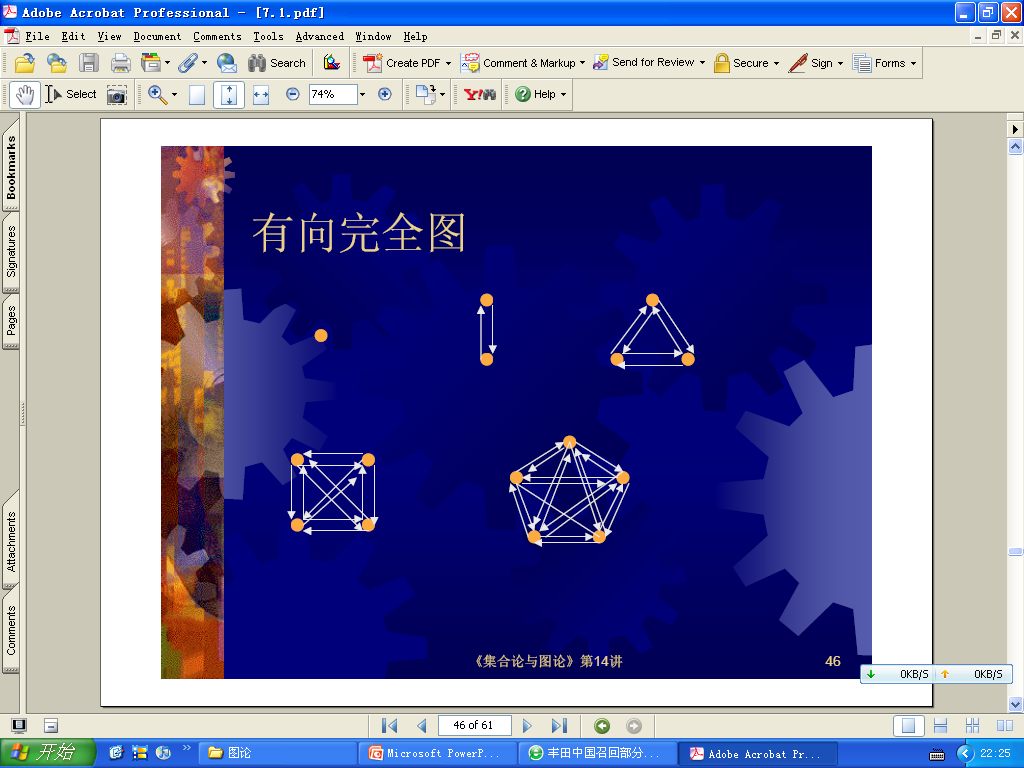 Adobe Acrobat Professional - [7.1.pdf]
File Edit View Document Comments Tools Advanced Window Help
Search Create PDF Comment & Markup Send for Review Secure Sign Forms
Select 74% Y! Help
Bookmarks
Signatures
Pages
Attachments
Comments
有向完全图
《集合论与图论》第14讲
46
0KB/S 0KB/S
46 of 61
开始 图论 Microsoft PowerP... 丰田中国召回部分... Adobe Acrobat Pr... 22:25